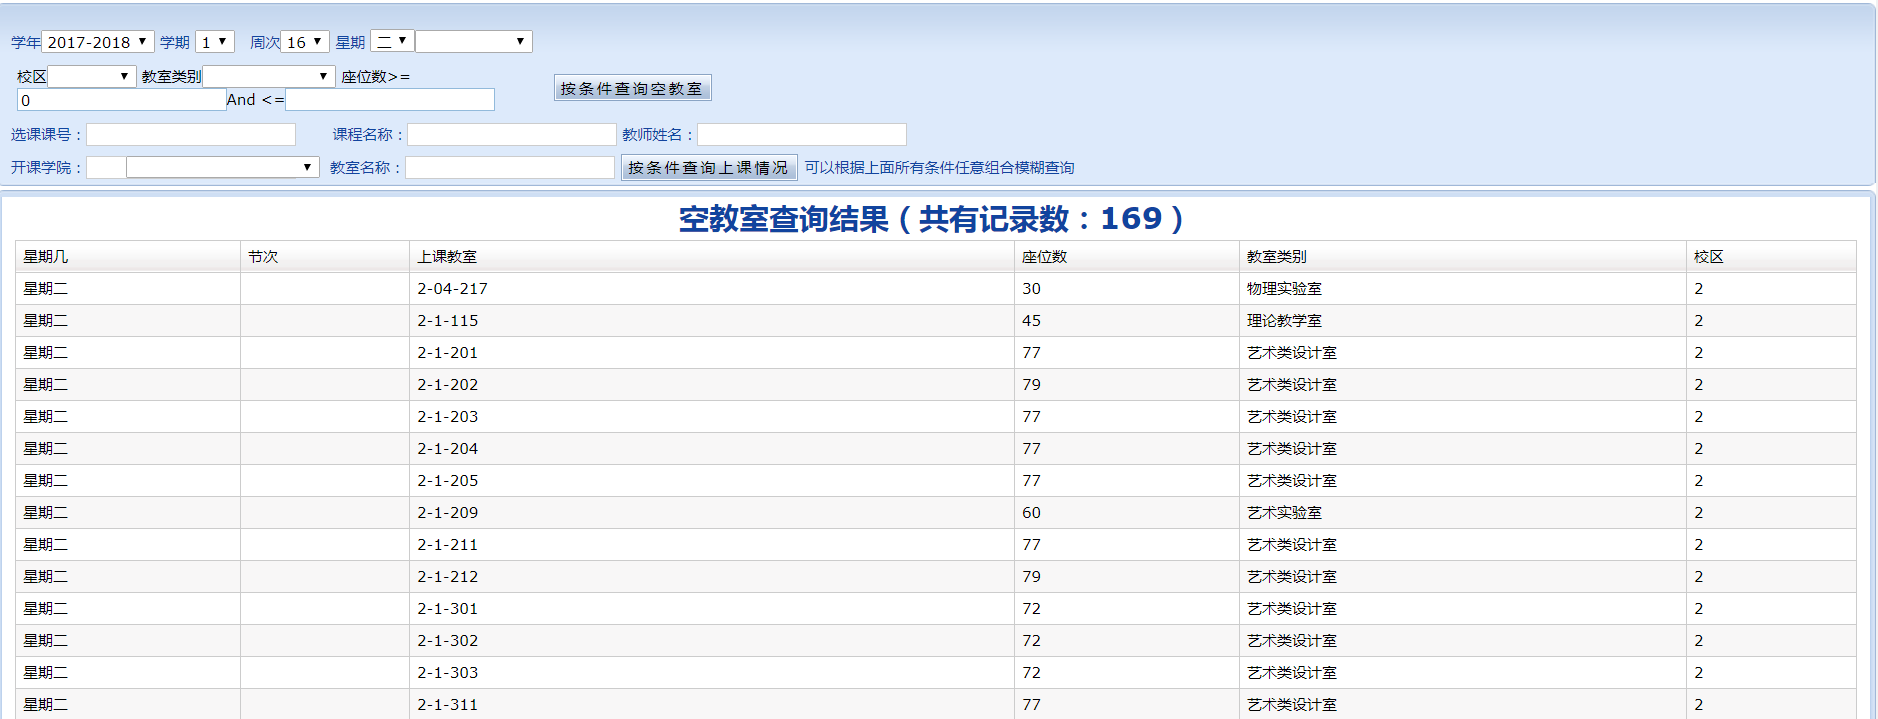 学年 2017-2018 学期 1 周次 16 星期 二
校区 教室类别 座位数>=
0 And <= 按条件查询空教室
选课课号： 课程名称： 教师姓名：
开课学院： 教室名称： 按条件查询上课情况 可以根据上面所有条件任意组合模糊查询
空教室查询结果（共有记录数：169）
星期几 节次 上课教室 座位数 教室类别 校区
星期二 2-04-217 30 物理实验室 2
星期二 2-1-115 45 理论教学室 2
星期二 2-1-201 77 艺术类设计室 2
星期二 2-1-202 79 艺术类设计室 2
星期二 2-1-203 77 艺术类设计室 2
星期二 2-1-204 77 艺术类设计室 2
星期二 2-1-205 77 艺术类设计室 2
星期二 2-1-209 60 艺术实验室 2
星期二 2-1-211 77 艺术类设计室 2
星期二 2-1-212 79 艺术类设计室 2
星期二 2-1-301 72 艺术类设计室 2
星期二 2-1-302 72 艺术类设计室 2
星期二 2-1-303 72 艺术类设计室 2
星期二 2-1-311 77 艺术类设计室 2